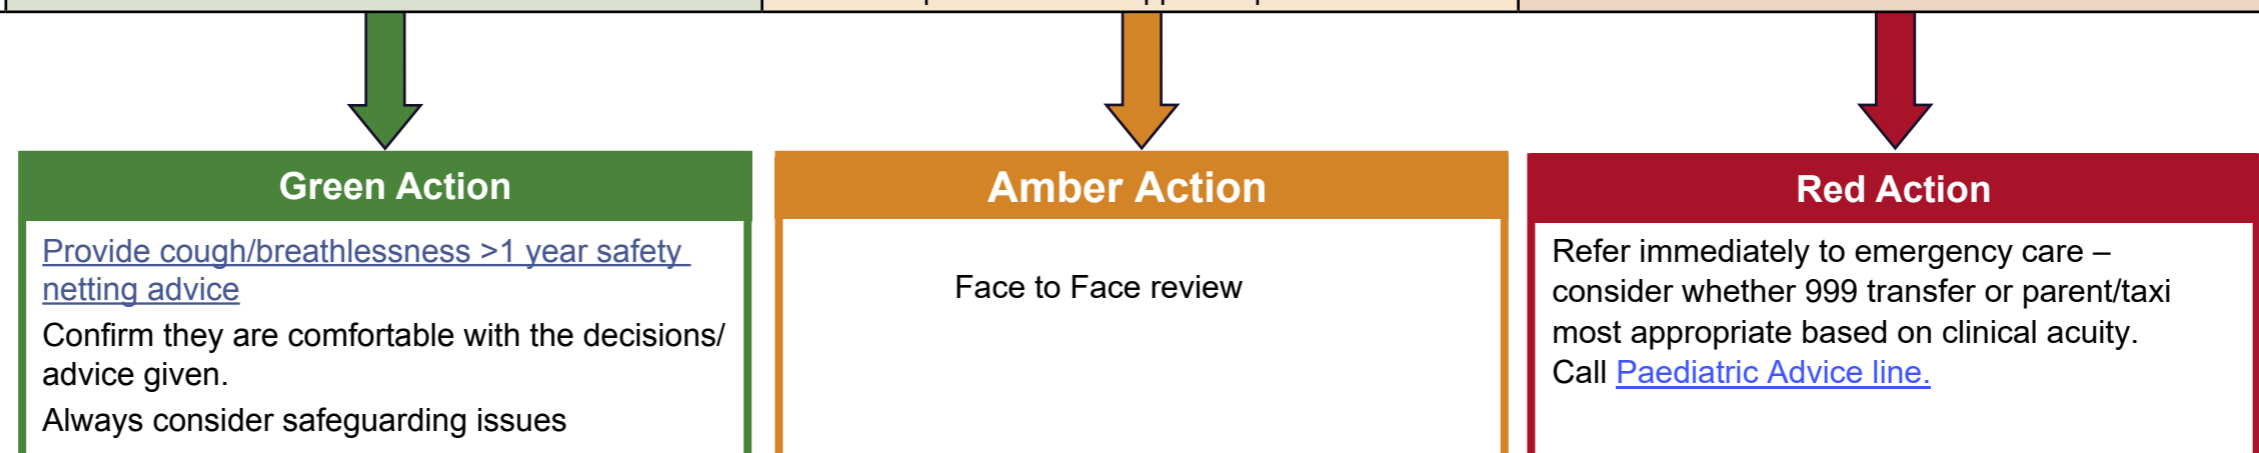 Green Action
Provide cough/breathlessness >1 year safety
netting advice
Confirm they are comfortable with the decisions/
advice given.
Always consider safeguarding issues
Amber Action
Face to Face review
Red Action
Refer immediately to emergency care –
consider whether 999 transfer or parent/taxi
most appropriate based on clinical acuity.
Call Paediatric Advice line.